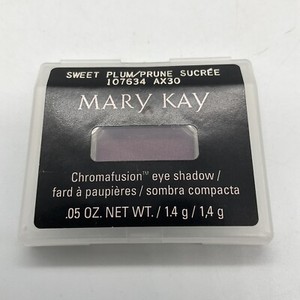 SWEET PLUM/PRUNE SUCRÉE
107634 AX30
MARY KAY
Chromafusion™ eye shadow/
fard à paupières / sombra compacta
.05 OZ. NET WT. / 1.4 g / 1,4 g